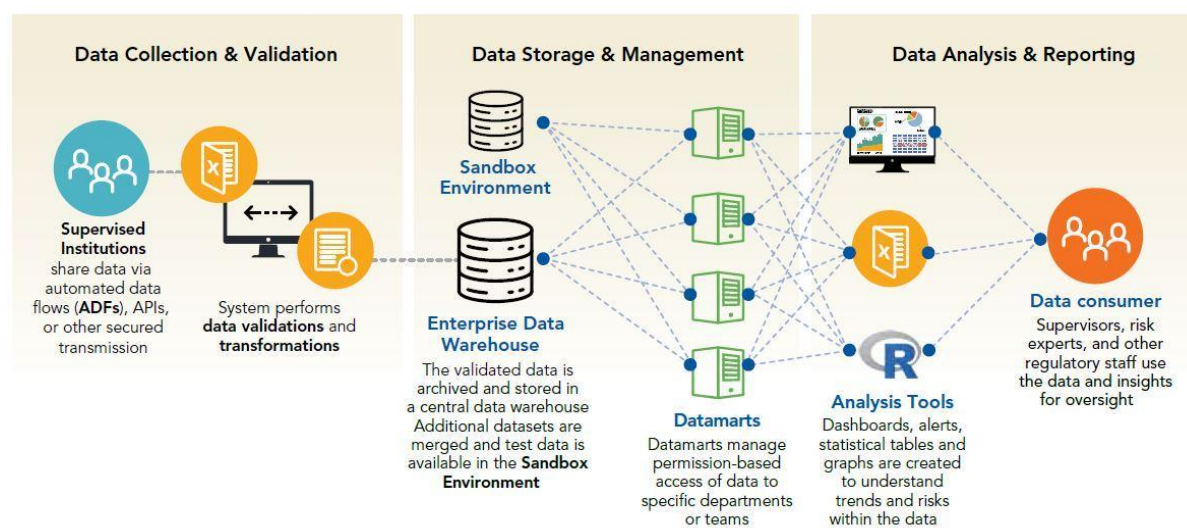 Data Collection & Validation
Supervised
Institutions
share data via
automated data
flows (ADFs), APIs,
or other secured
transmission
X
System performs
data validations and
transformations
Data Storage & Management
Sandbox
Environment
Enterprise Data
Warehouse
The validated data is
archived and stored in
a central data warehouse
Additional datasets are
merged and test data is
available in the Sandbox
Environment
Datamarts
Datamarts manage
permission-based
access of data to
specific departments
or teams
Data Analysis & Reporting
X
R
Analysis Tools
Dashboards, alerts,
statistical tables and
graphs are created
to understand
trends and risks
within the data
Data consumer
Supervisors, risk
experts, and other
regulatory staff use
the data and insights
for oversight